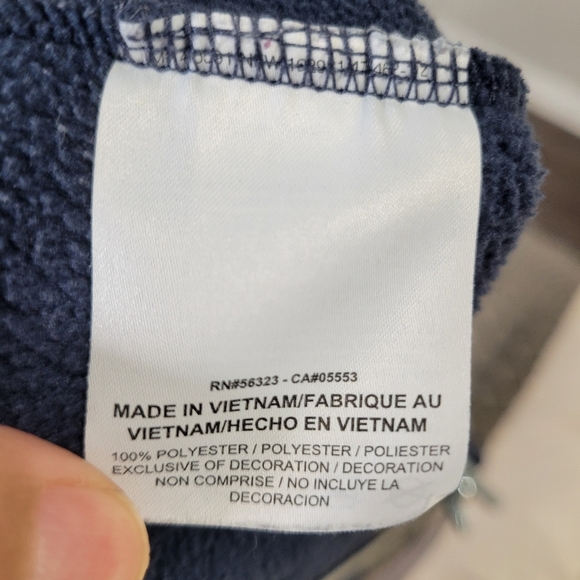 RN#56323 - CA#05553
MADE IN VIETNAM/FABRIQUE AU
VIETNAM/HECHO EN VIETNAM
100% POLYESTER / POLYESTER / POLIESTER
EXCLUSIVE OF DECORATION / DECORATION
NON COMPRISE / NO INCLUYE LA
DECORACION